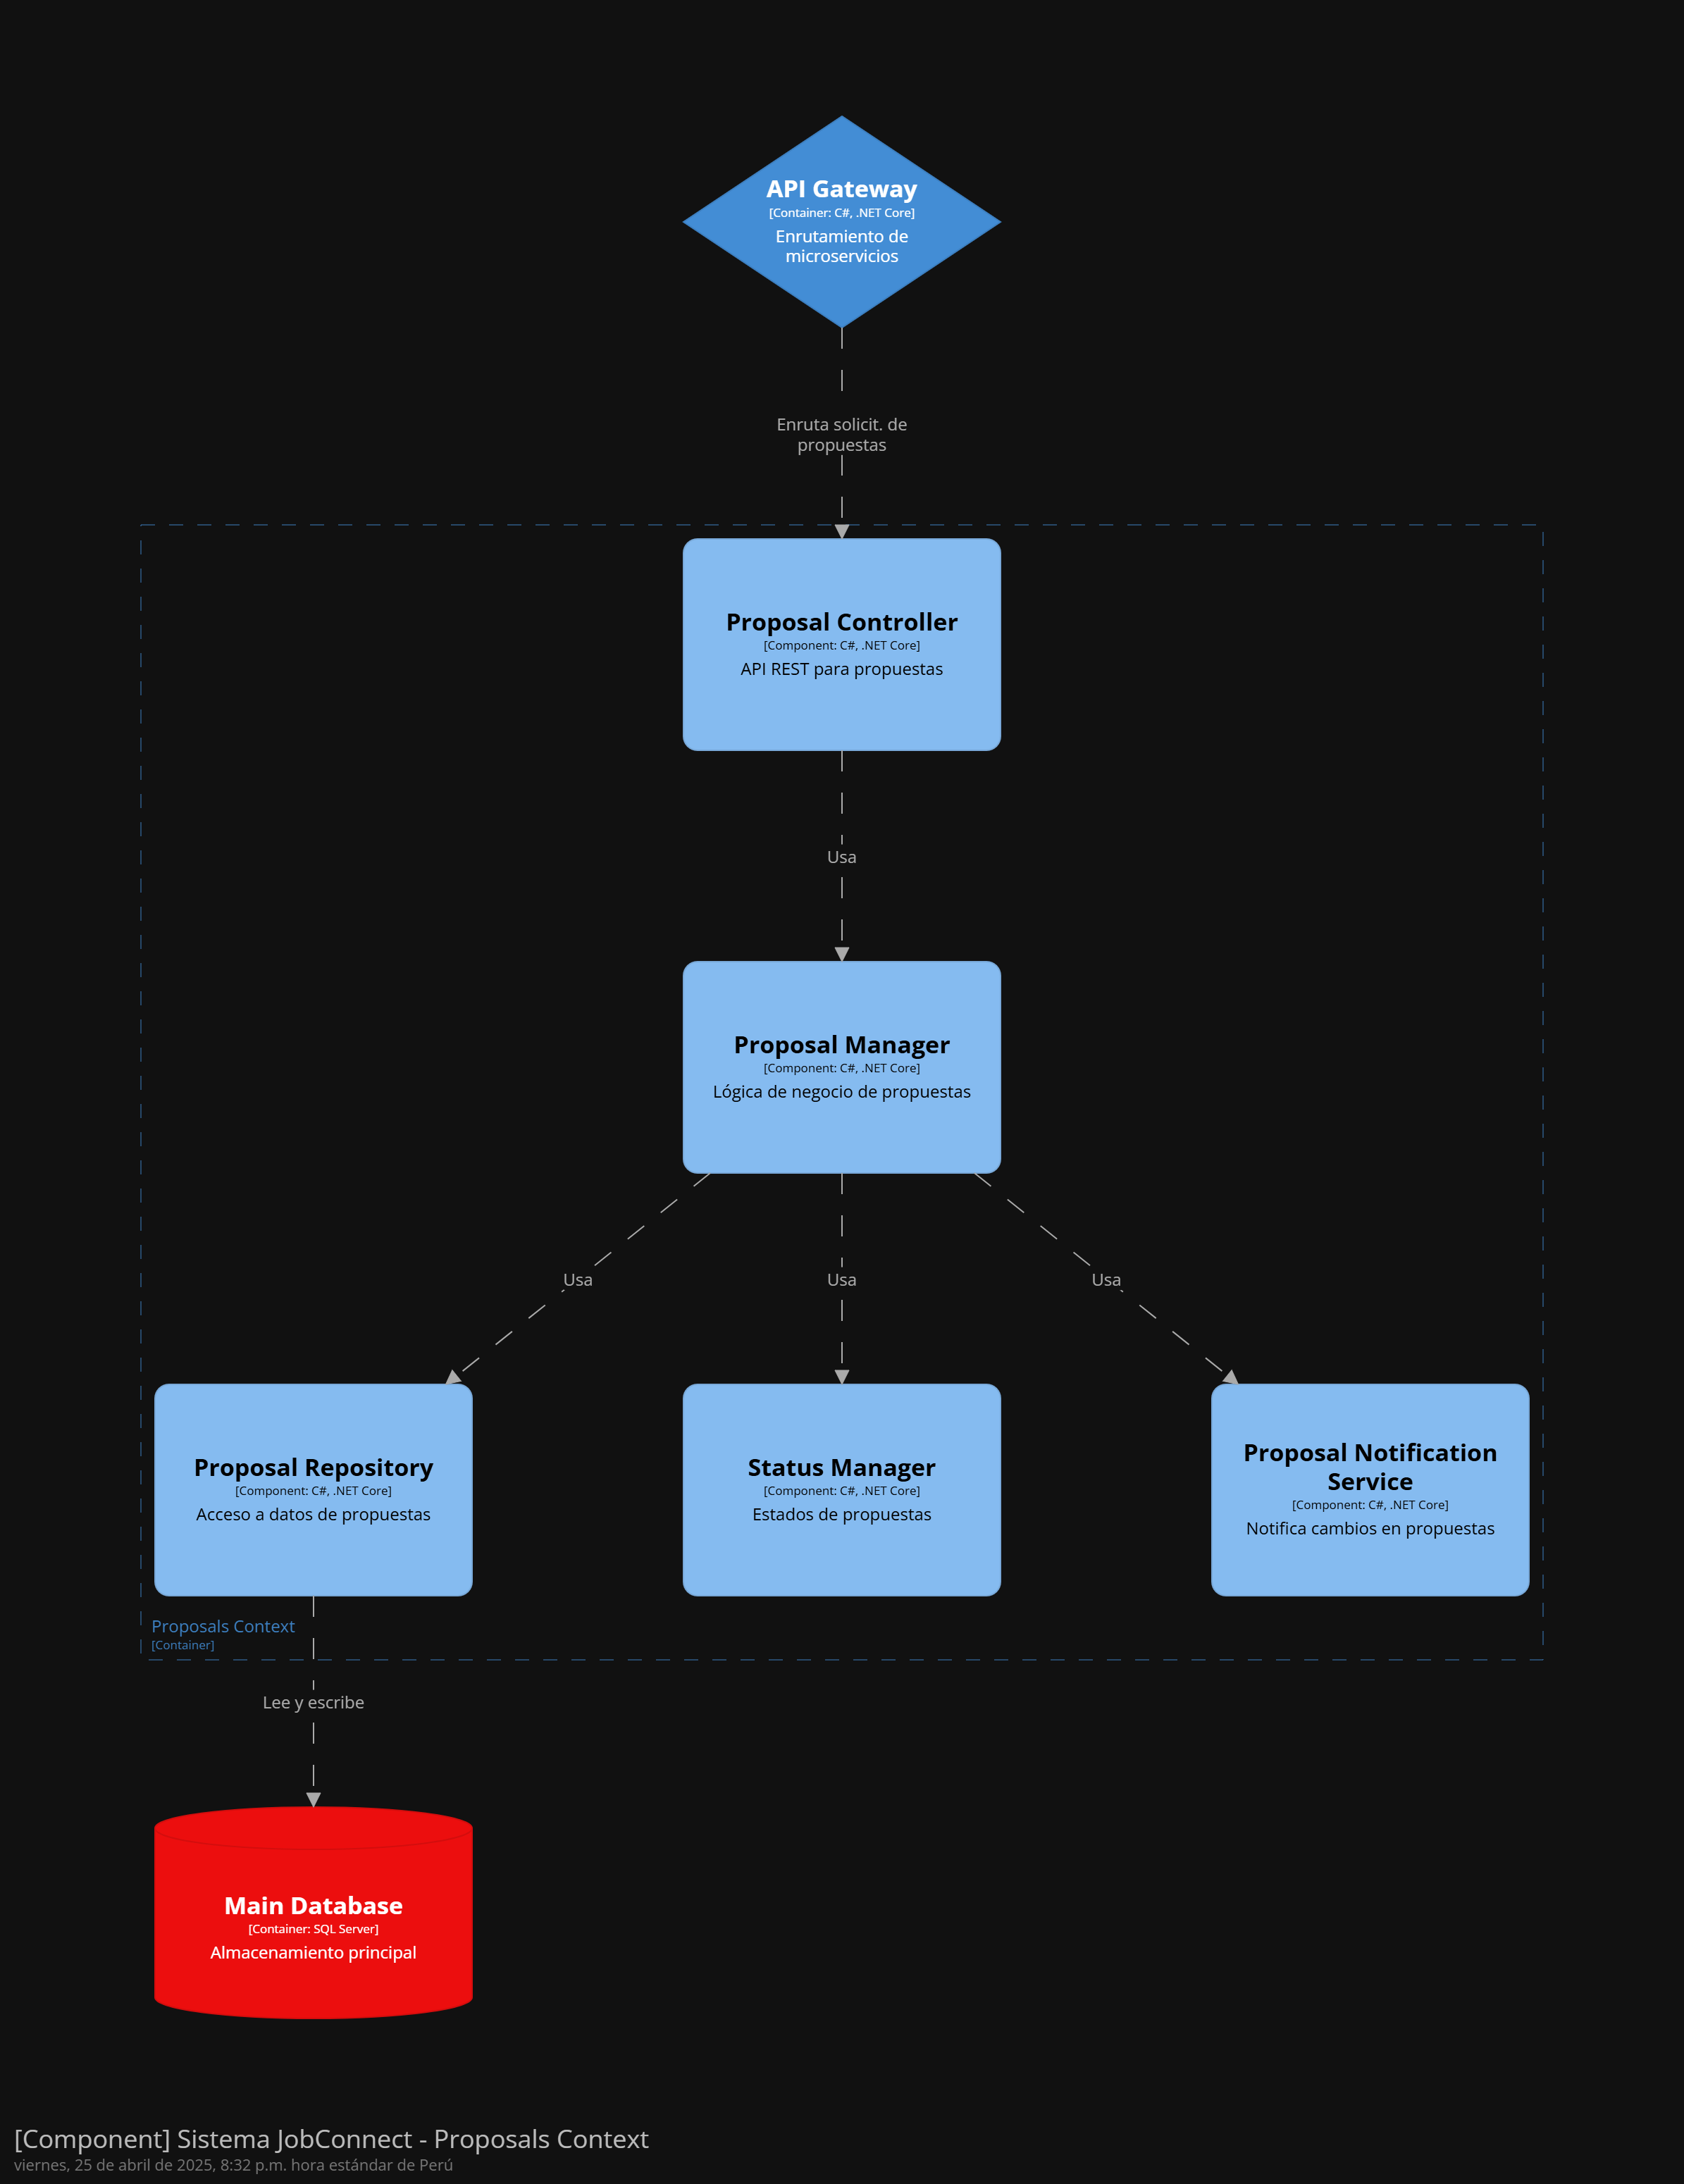 API Gateway
[Container: C#, .NET Core]
Enrutamiento de
microservicios
Enruta solicit. de
propuestas
Proposal Controller
[Component: C#, .NET Core]
API REST para propuestas
Usa
Proposal Manager
[Component: C#, .NET Core]
Lógica de negocio de propuestas
Usa
Usa
Usa
Proposal Repository
[Component: C#, .NET Core]
Acceso a datos de propuestas
Status Manager
[Component: C#, .NET Core]
Estados de propuestas
Proposal Notification
Service
[Component: C#, .NET Core]
Notifica cambios en propuestas
Proposals Context
[Container]
Lee y escribe
Main Database
[Container: SQL Server]
Almacenamiento principal
[Component] Sistema JobConnect - Proposals Context
viernes, 25 de abril de 2025, 8:32 p.m. hora estándar de Perú